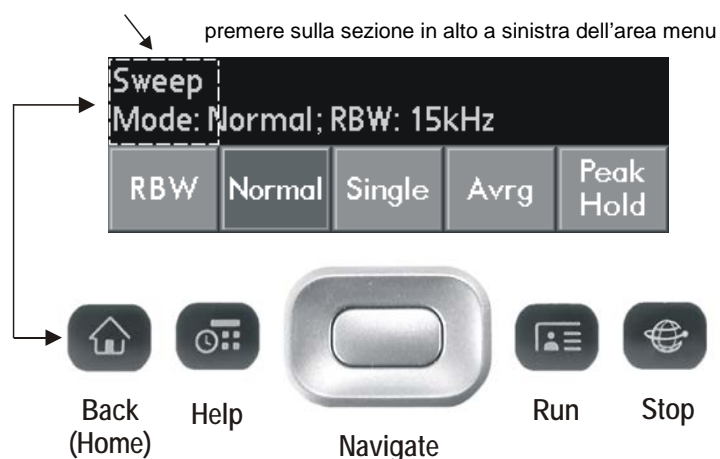 premere sulla sezione in alto a sinistra dell'area menu
Sweep
Mode: Normal; RBW: 15kHz
RBW Normal Single Avrg Peak Hold
Back (Home)
Help
Navigate
Run
Stop